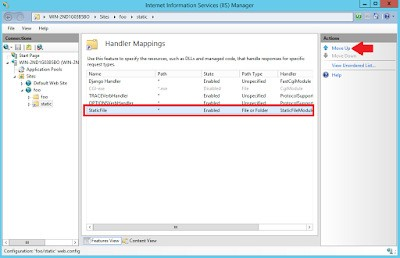 Internet Information Services (IIS) Manager
WIN-2ND1G03B5BO
Sites
foo
static
File View Help
Connections
Start Page
WIN-2ND1G03B5BO (WIN-2N
Application Pools
Sites
Default Web Site
foo
foo
static
Handler Mappings
Use this feature to specify the resources, such as DLLs and managed code, that handle responses for
specific request types.
Name Path State Path Type Handler
Django Handler * Enabled Unspecified FastCgiModule
CGI-exe *.exe Disabled File CgiModule
TRACEVerbHandler * Enabled Unspecified ProtocolSuppor
OPTIONSVerbHandler * Enabled Unspecified ProtocolSuppor
StaticFile * Enabled File or Folder StaticFileModule
Features View Content View
Configuration: 'foo/static' web.config
Actions
Move Up
Move Down
View Unordered List...
Help